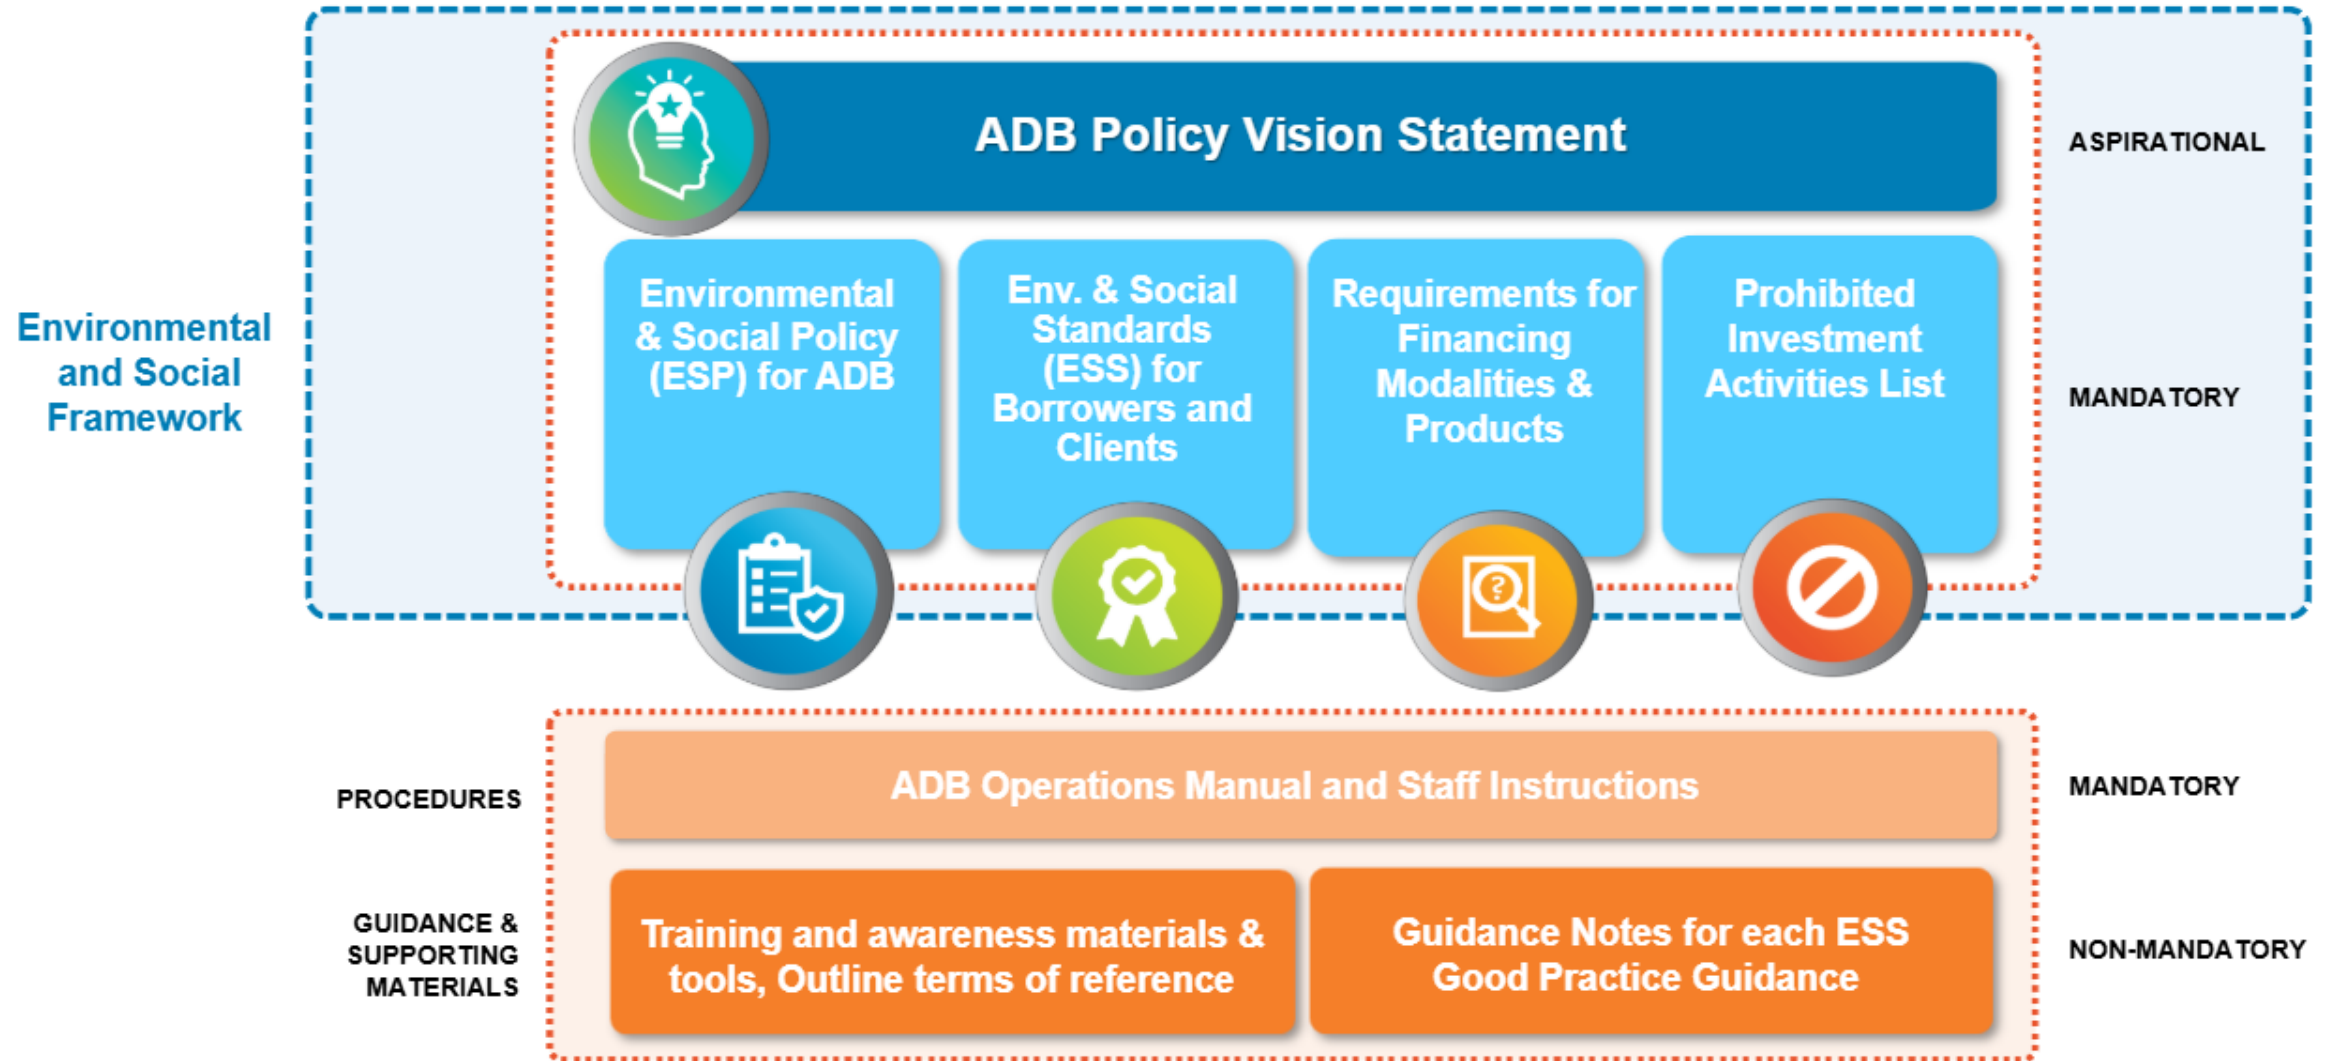 ADB Policy Vision Statement
ASPIRATIONAL
Environmental
and Social
Framework
Environmental
& Social Policy
(ESP) for ADB
Env. & Social
Standards
(ESS) for
Borrowers and
Clients
Requirements for
Financing
Modalities &
Products
Prohibited
Investment
Activities List
MANDATORY
?
PROCEDURES
ADB Operations Manual and Staff Instructions
MANDATORY
GUIDANCE &
SUPPORTING
MATERIALS
Training and awareness materials &
tools, Outline terms of reference
Guidance Notes for each ESS
Good Practice Guidance
NON-MANDATORY